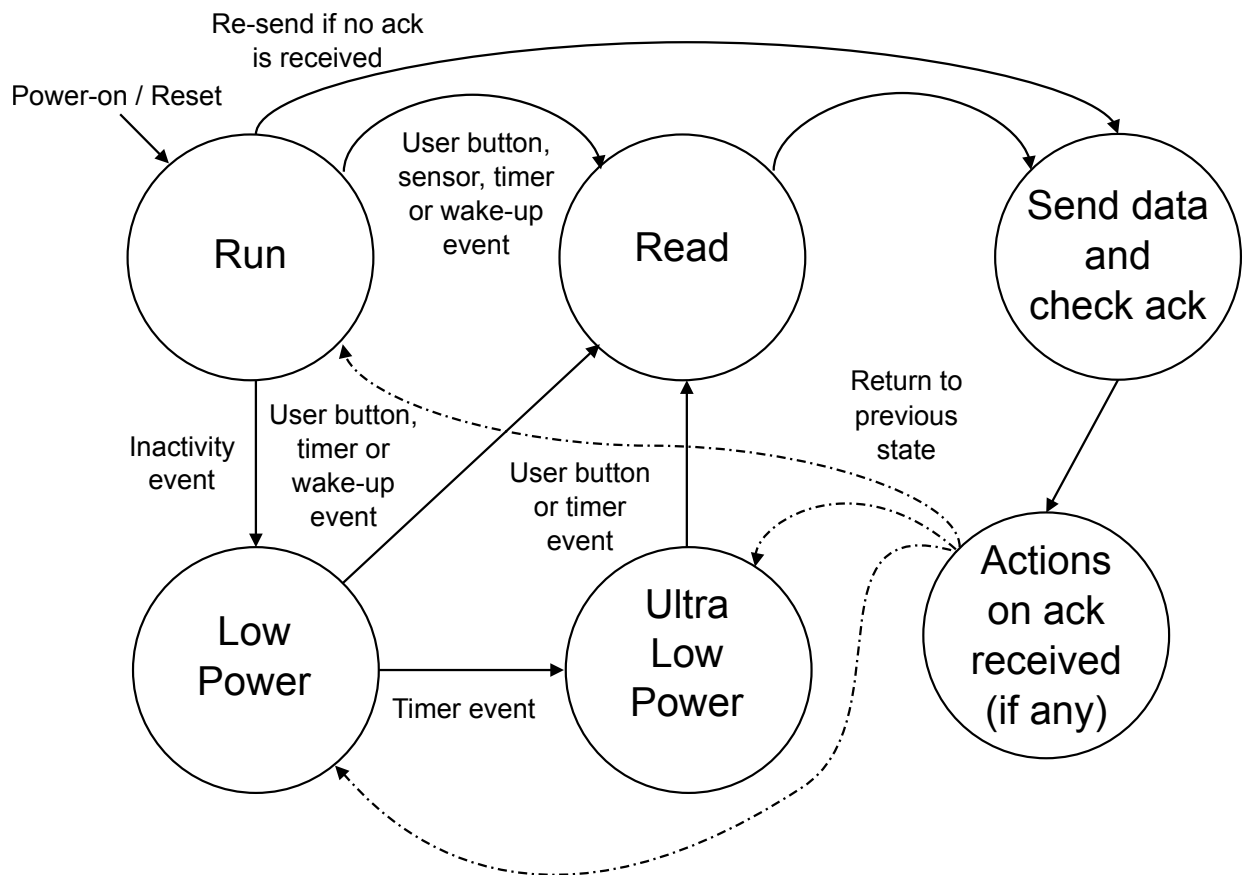 Re-send if no ack
is received
Power-on / Reset
User button,
sensor, timer
or wake-up
event
Run
Read
Send data
and
check ack
Inactivity
event
User button,
timer or
wake-up
event
User button
or timer
event
Return to
previous
state
Low
Power
Timer event
Ultra
Low
Power
Actions
on ack
received
(if any)